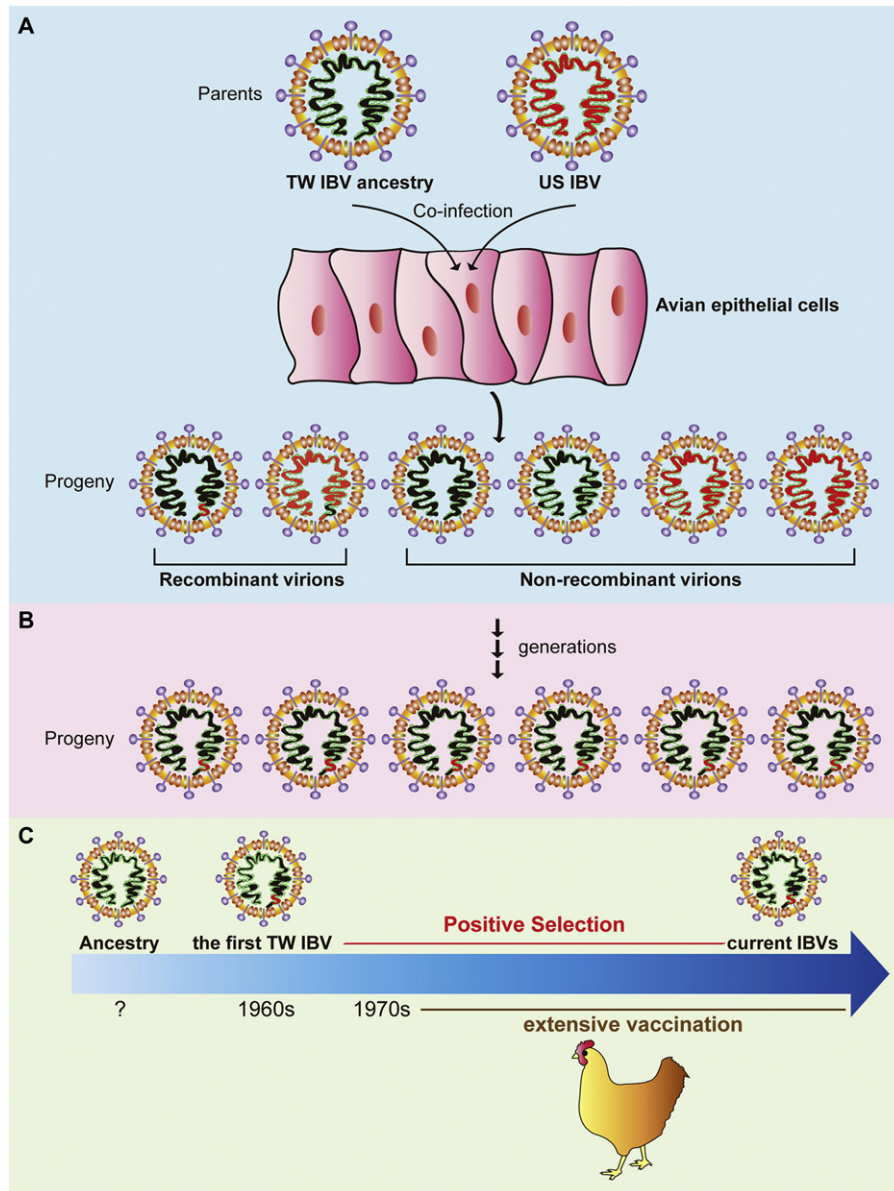 A
Parents
TW IBV ancestry
US IBV
Co-infection
Avian epithelial cells
Progeny
Recombinant virions
Non-recombinant virions
B
generations
Progeny
C
Ancestry
the first TW IBV
Positive Selection
current IBVs
?
1960s
1970s
extensive vaccination